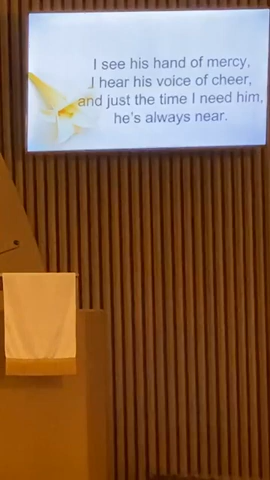 I see his hand of mercy,
I hear his voice of cheer,
and just the time I need him,
he's always near.